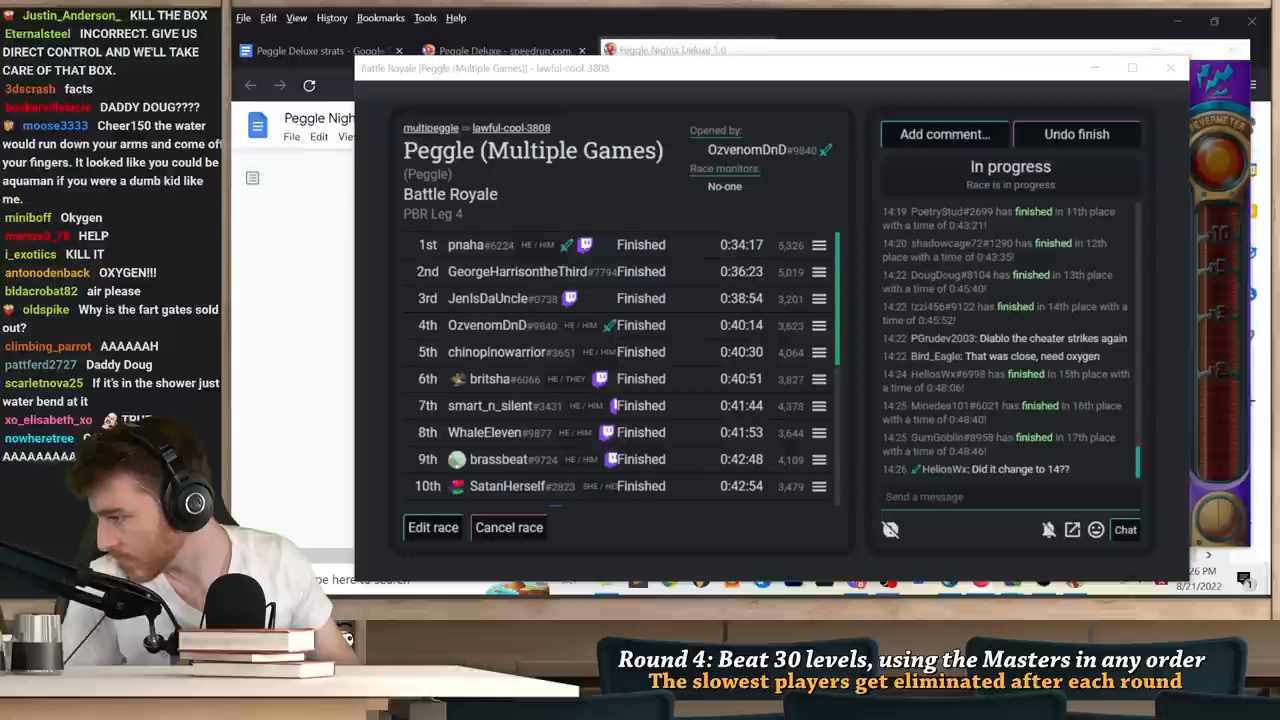 Justin_Anderson_ KILL THE BOX
Eternalsteel INCORRECT. GIVE US
DIRECT CONTROL AND WE'LL TAKE
CARE OF THAT BOX.
3dscrash facts
DADDY DOUG????
moose3333 Cheer150 the water
would run down your arms and come off
your fingers. It looked like you could be
aquaman if you were a dumb kid like
me.
miniboff Okygen
marius0_78 HELP
i_exotics KILL IT
antonodenback OXYGEN!!!
bldacrobat82 air please
oldspike Why is the fart gates sold
out?
climbing_parrot AAAAAAH
pattferd2727 Daddy Doug
scarletnova25 If it's in the shower just
water bend at it
xo_elisabeth_xo TRUE
nowheretree
File Edit View History Bookmarks Tools Help
Peggle Deluxe strats - Google
Peggle Deluxe - speedrun.com
Peggle Nights Deluxe 1.0
Battle Royale [Peggle (Multiple Games)] - lawful-cool-3808
Peggle Nigh
File Edit Vie
multipeggle lawful-cool-3808
Peggle (Multiple Games)
(Peggle)
Battle Royale
PBR Leg 4
Opened by:
OzvenomDnD#9840
Race monitors:
No-one
1st pnaha#6224 HE / HIM Finished 0:34:17 5,326
2nd GeorgeHarrisontheThird#7794 Finished 0:36:23 5,019
3rd JenIsDaUncle#0738 Finished 0:38:54 3,201
4th OzvenomDnD#9840 HE / HIM Finished 0:40:14 3,623
5th chinopinowarrior#3651 HE / HIM Finished 0:40:30 4,064
6th britsha#6066 HE / THEY Finished 0:40:51 3,827
7th smart_n_silent#3431 HE / HIM Finished 0:41:44 4,378
8th WhaleEleven#9877 HE / HIM Finished 0:41:53 3,644
9th brassbeat#9724 HE / HIM Finished 0:42:48 4,109
10th SatanHerself#2823 SHE / HE Finished 0:42:54 3,479
Edit race Cancel race
Add comment... Undo finish
In progress
Race is in progress
14:19 PoetryStud#2699 has finished in 11th place
with a time of 0:43:21!
14:20 shadowcage72#1290 has finished in 12th
place with a time of 0:43:35!
14:22 DougDoug#8104 has finished in 13th place
with a time of 0:45:40!
14:22 Izzi456#9122 has finished in 14th place with a
time of 0:45:52!
14:22 PGrudev2003: Diablo the cheater strikes again
14:22 Bird_Eagle: That was close, need oxygen
14:24 HeliosWx#6998 has finished in 15th place
with a time of 0:48:06!
14:25 Minedea101#6021 has finished in 16th place
with a time of 0:48:40!
14:25 GumGoblin#8958 has finished in 17th place
with a time of 0:48:46!
14:26 HeliosWx: Did it change to 14??
Send a message
Chat
FEVERMETER
pe here to search
26 PM
8/21/2022
Round 4: Beat 30 levels, using the Masters in any order
The slowest players get eliminated after each round